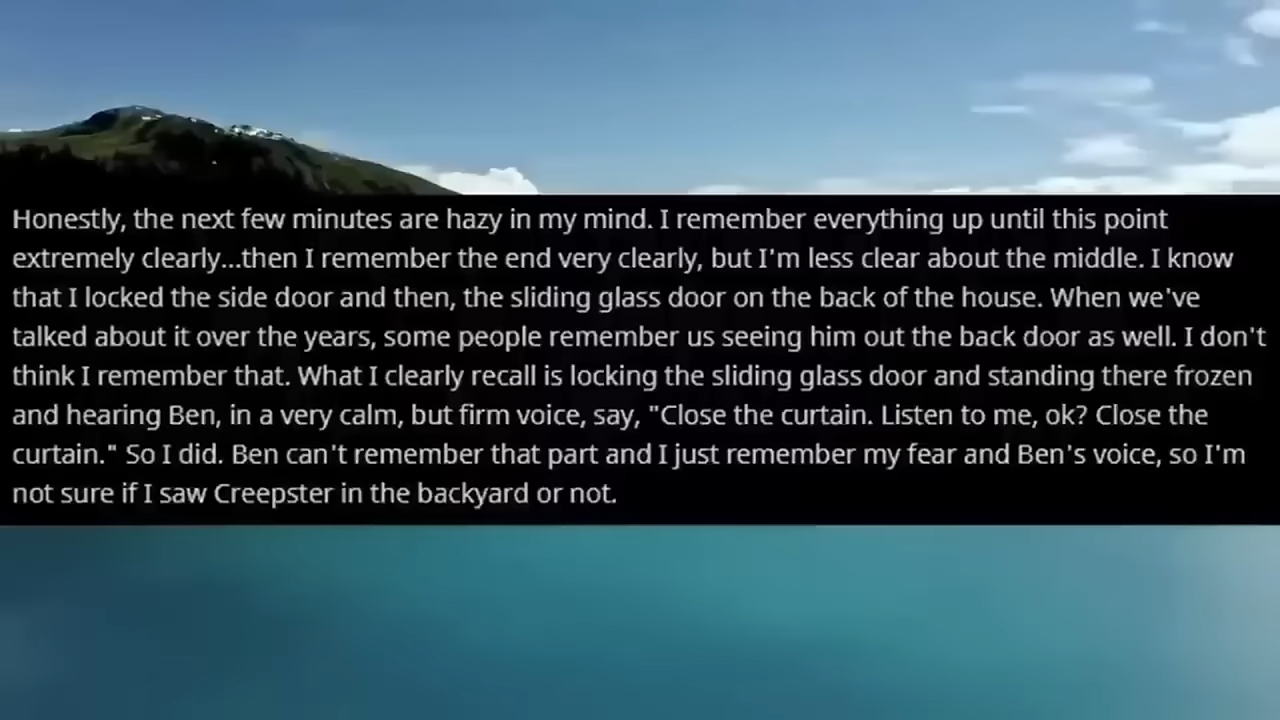 Honestly, the next few minutes are hazy in my mind. I remember everything up until this point
extremely clearly...then I remember the end very clearly, but I'm less clear about the middle. I know
that I locked the side door and then, the sliding glass door on the back of the house. When we've
talked about it over the years, some people remember us seeing him out the back door as well. I don't
think I remember that. What I clearly recall is locking the sliding glass door and standing there frozen
and hearing Ben, in a very calm, but firm voice, say, "Close the curtain. Listen to me, ok? Close the
curtain." So I did. Ben can't remember that part and I just remember my fear and Ben's voice, so I'm
not sure if I saw Creepster in the backyard or not.